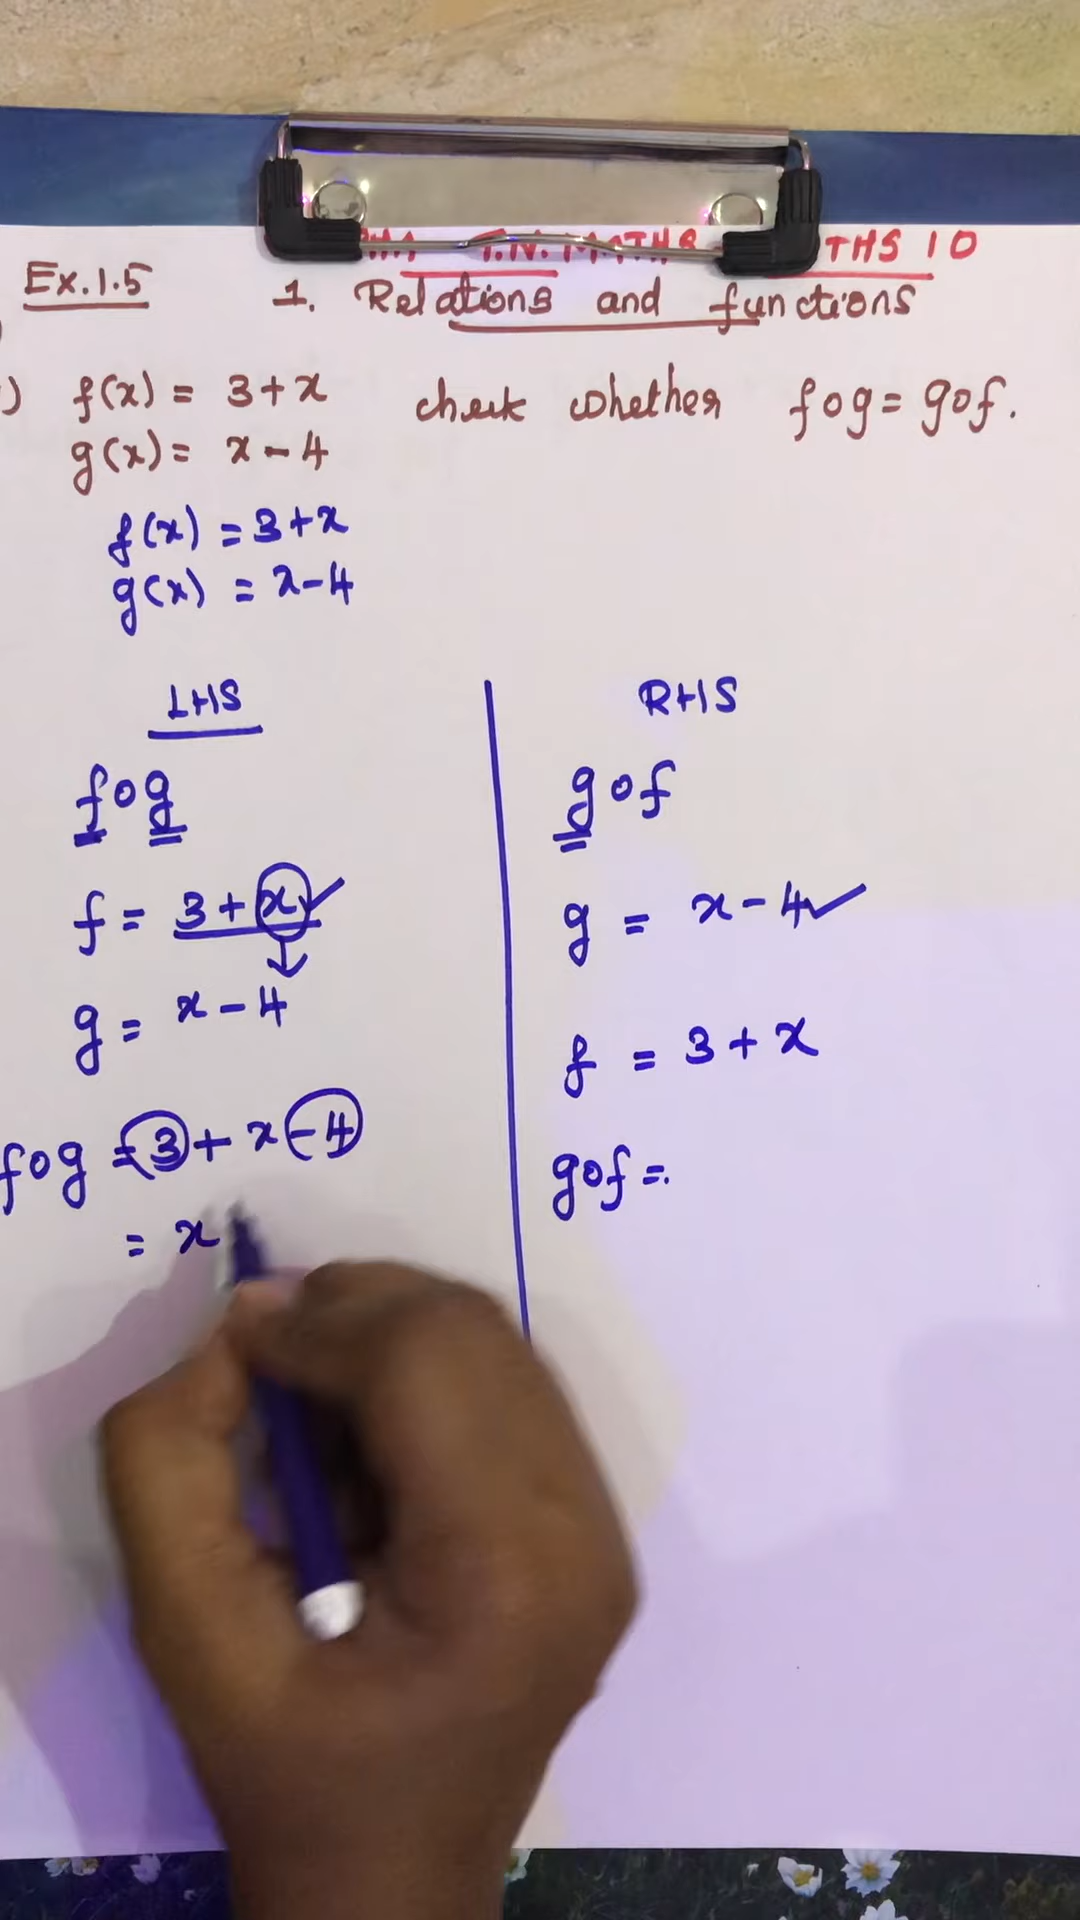 T.N. MATHS THS 10
Ex.1.5 1. Relations and functions
) f(x) = 3+x check whether fog = gof.
g(x) = x-4
f(x) = 3+x
g(x) = x-4
LHS
fog
f = 3+x
g = x-4
fog = 3+x-4
= x
RHS
gof
g = x-4
f = 3+x
gof =